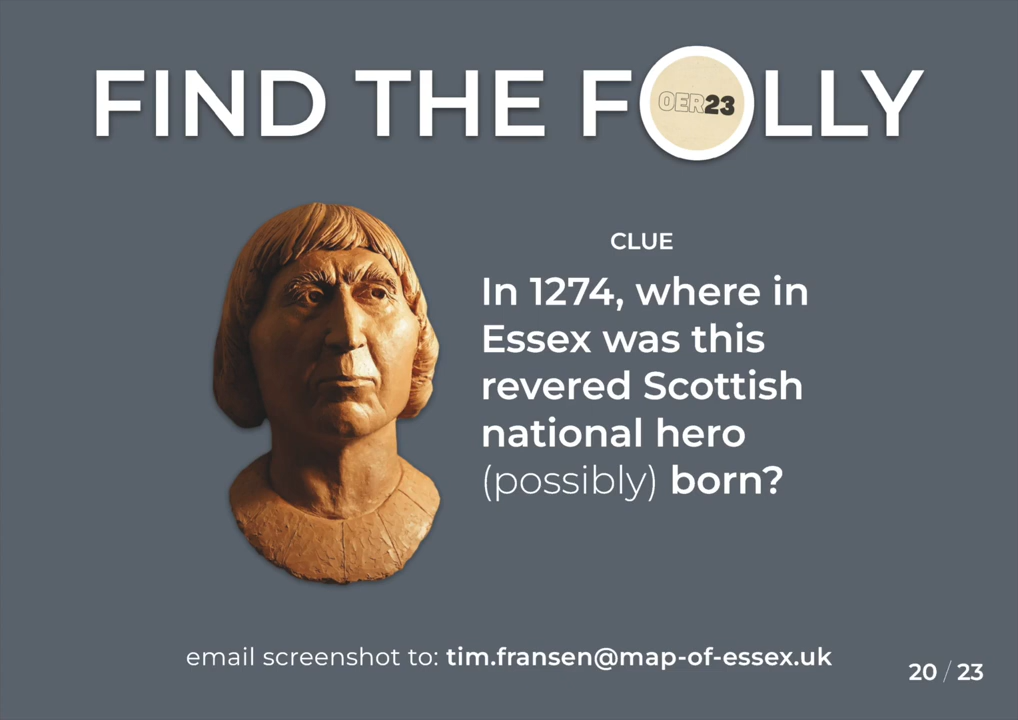 FIND THE FOLLY
OER23
CLUE
In 1274, where in
Essex was this
revered Scottish
national hero
(possibly) born?
email screenshot to: tim.fransen@map-of-essex.uk
20 / 23